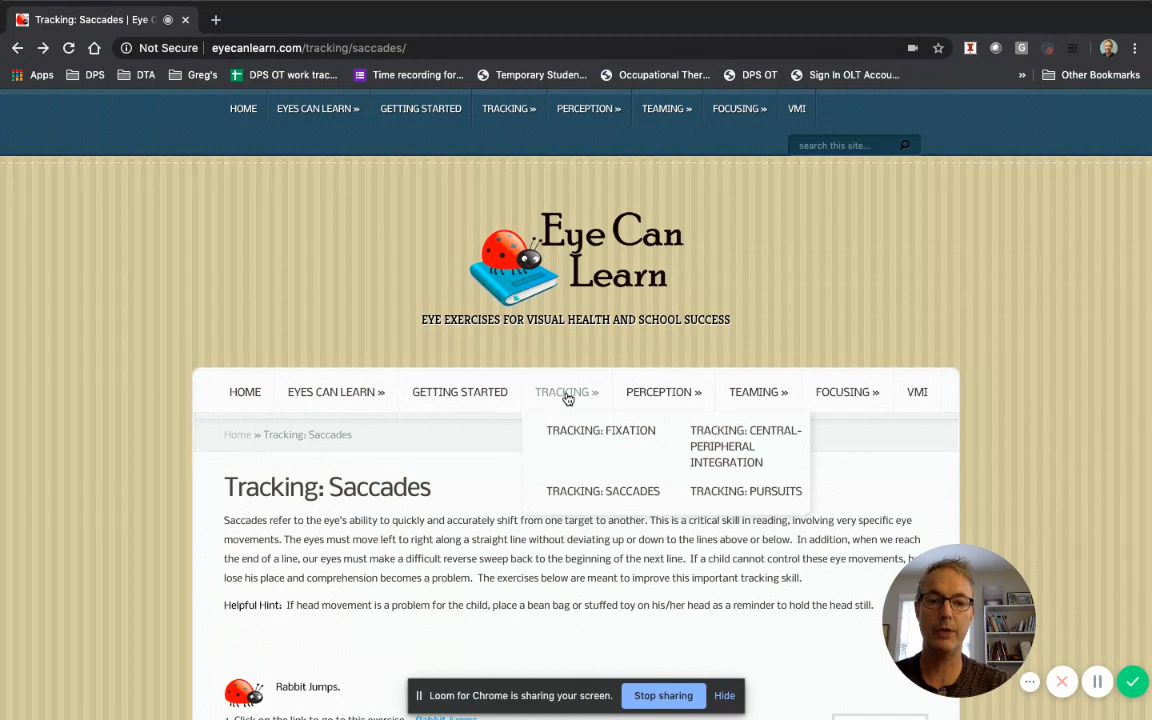 Tracking: Saccades | Eye C
Not Secure | eyecanlearn.com/tracking/saccades/
Apps DPS DTA Greg's DPS OT work trac... Time recording for... Temporary Studen... Occupational Ther... DPS OT Sign In OLT Accou... » Other Bookmarks
HOME EYES CAN LEARN » GETTING STARTED TRACKING » PERCEPTION » TEAMING » FOCUSING » VMI
search this site...
Eye Can
Learn
EYE EXERCISES FOR VISUAL HEALTH AND SCHOOL SUCCESS
HOME EYES CAN LEARN » GETTING STARTED TRACKING » PERCEPTION » TEAMING » FOCUSING » VMI
TRACKING: FIXATION TRACKING: CENTRAL-
PERIPHERAL
INTEGRATION
TRACKING: SACCADES TRACKING: PURSUITS
Home » Tracking: Saccades
Tracking: Saccades
Saccades refer to the eye's ability to quickly and accurately shift from one target to another. This is a critical skill in reading, involving very specific eye
movements. The eyes must move left to right along a straight line without deviating up or down to the lines above or below. In addition, when we reach
the end of a line, our eyes must make a difficult reverse sweep back to the beginning of the next line. If a child cannot control these eye movements, h
lose his place and comprehension becomes a problem. The exercises below are meant to improve this important tracking skill.
Helpful Hint: If head movement is a problem for the child, place a bean bag or stuffed toy on his/her head as a reminder to hold the head still.
Rabbit Jumps.
Loom for Chrome is sharing your screen. Stop sharing Hide
Click on the link to go to this exercise Rabbit Jumps